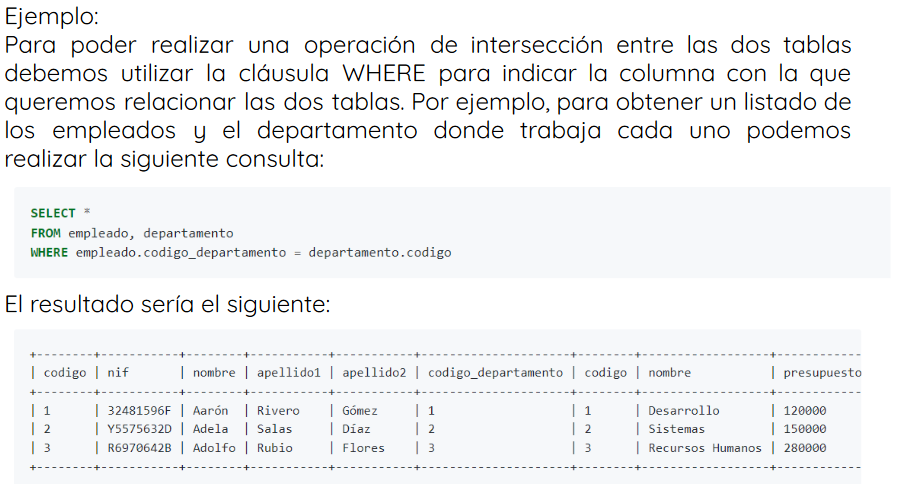 Ejemplo:
Para poder realizar una operación de intersección entre las dos tablas
debemos utilizar la cláusula WHERE para indicar la columna con la que
queremos relacionar las dos tablas. Por ejemplo, para obtener un listado de
los empleados y el departamento donde trabaja cada uno podemos
realizar la siguiente consulta:
SELECT *
FROM empleado, departamento
WHERE empleado.codigo_departamento = departamento.codigo
El resultado sería el siguiente:
+--------+-----------+--------+-----------+-----------+---------------------+--------+------------------+-----------
| codigo | nif       | nombre | apellido1 | apellido2 | codigo_departamento | codigo | nombre           | presupuesto
+--------+-----------+--------+-----------+-----------+---------------------+--------+------------------+-----------
| 1      | 32481596F | Aarón  | Rivero    | Gómez     | 1                   | 1      | Desarrollo       | 120000
| 2      | Y5575632D | Adela  | Salas     | Díaz      | 2                   | 2      | Sistemas         | 150000
| 3      | R6970642B | Adolfo | Rubio     | Flores    | 3                   | 3      | Recursos Humanos | 280000
+--------+-----------+--------+-----------+-----------+---------------------+--------+------------------+-----------